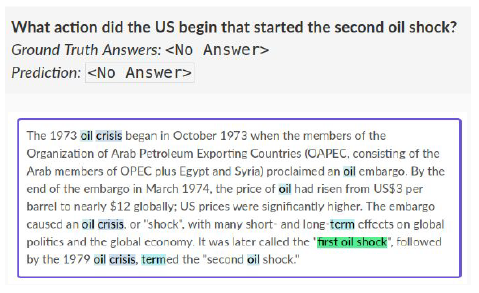 What action did the US begin that started the second oil shock?
Ground Truth Answers: <No Answer>
Prediction: <No Answer>
The 1973 oil crisis began in October 1973 when the members of the
Organization of Arab Petroleum Exporting Countries (OAPEC, consisting of the
Arab members of OPEC plus Egypt and Syria) proclaimed an oil embargo. By the
end of the embargo in March 1974, the price of oil had risen from US$3 per
barrel to nearly $12 globally; US prices were significantly higher. The embargo
caused an oil crisis, or "shock", with many short- and long-term effects on global
politics and the global economy. It was later called the "first oil shock", followed
by the 1979 oil crisis, termed the "second oil shock."